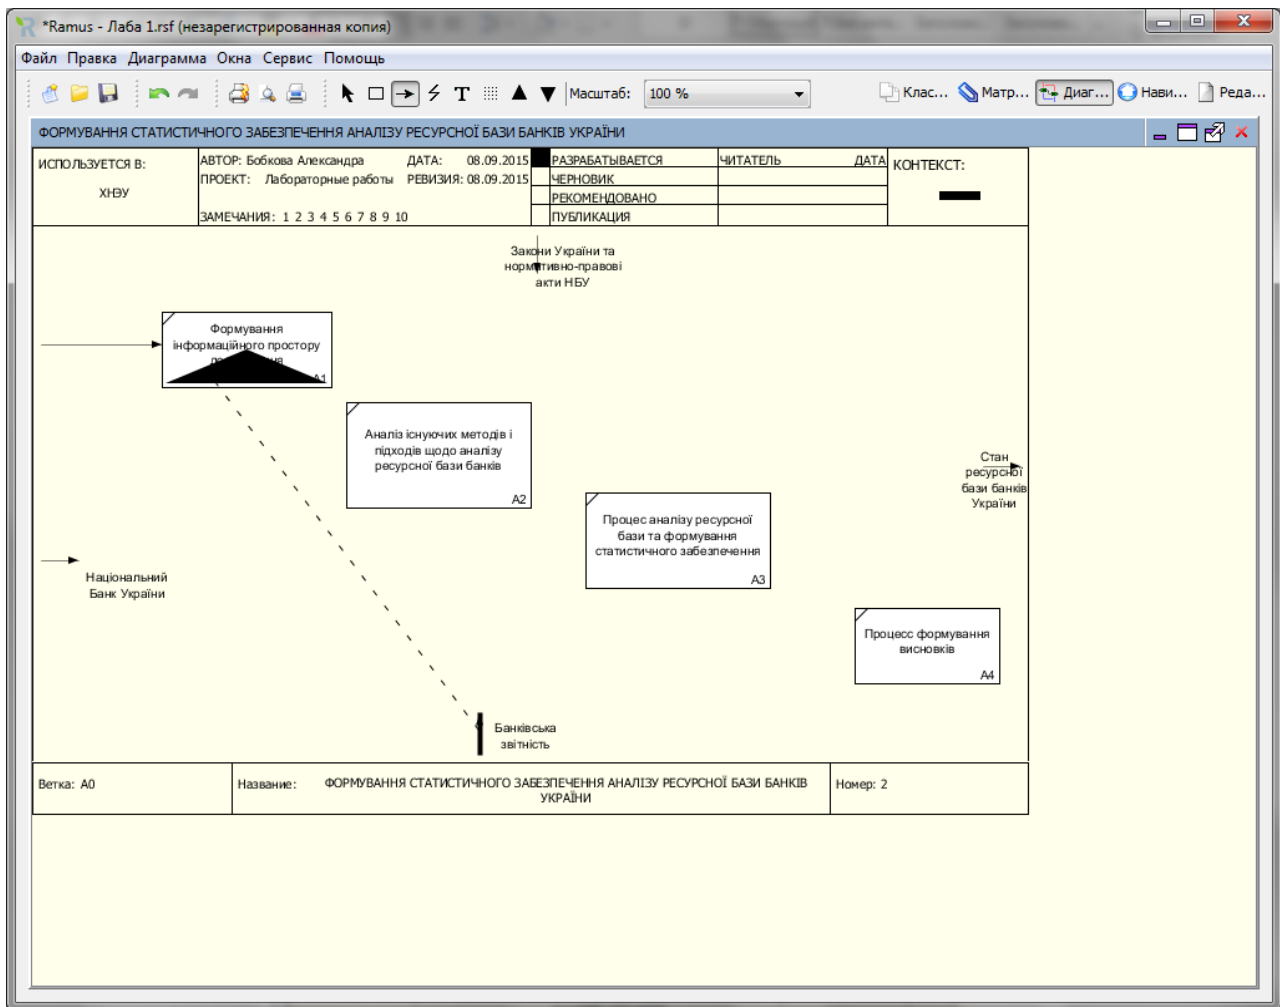 *Ramus - Лаба 1.rsf (незарегистрированная копия)
Файл Правка Диаграмма Окна Сервис Помощь
Масштаб: 100 % Клас... Матр... Диаг... Нави... Реда...
ФОРМУВАННЯ СТАТИСТИЧНОГО ЗАБЕЗПЕЧЕННЯ АНАЛІЗУ РЕСУРСНОЇ БАЗИ БАНКІВ УКРАЇНИ
ИСПОЛЬЗУЕТСЯ В:
ХНЭУ
АВТОР: Бобкова Александра ДАТА: 08.09.2015
ПРОЕКТ: Лабораторные работы РЕВИЗИЯ: 08.09.2015
ЗАМЕЧАНИЯ: 1 2 3 4 5 6 7 8 9 10
РАЗРАБАТЫВАЕТСЯ
ЧЕРНОВИК
РЕКОМЕНДОВАНО
ПУБЛИКАЦИЯ
ЧИТАТЕЛЬ ДАТА
КОНТЕКСТ:
Закони України та
нормативно-правові
акти НБУ
Формування
інформаційного простору
A1
Аналіз існуючих методів і
підходів щодо аналізу
ресурсної бази банків
A2
Стан
ресурсної
бази банків
України
Процес аналізу ресурсної
бази та формування
статистичного забезпечення
A3
Національний
Банк України
Процесс формування
висновків
A4
Банківська
звітність
Ветка: A0
Название: ФОРМУВАННЯ СТАТИСТИЧНОГО ЗАБЕЗПЕЧЕННЯ АНАЛІЗУ РЕСУРСНОЇ БАЗИ БАНКІВ
УКРАЇНИ
Номер: 2